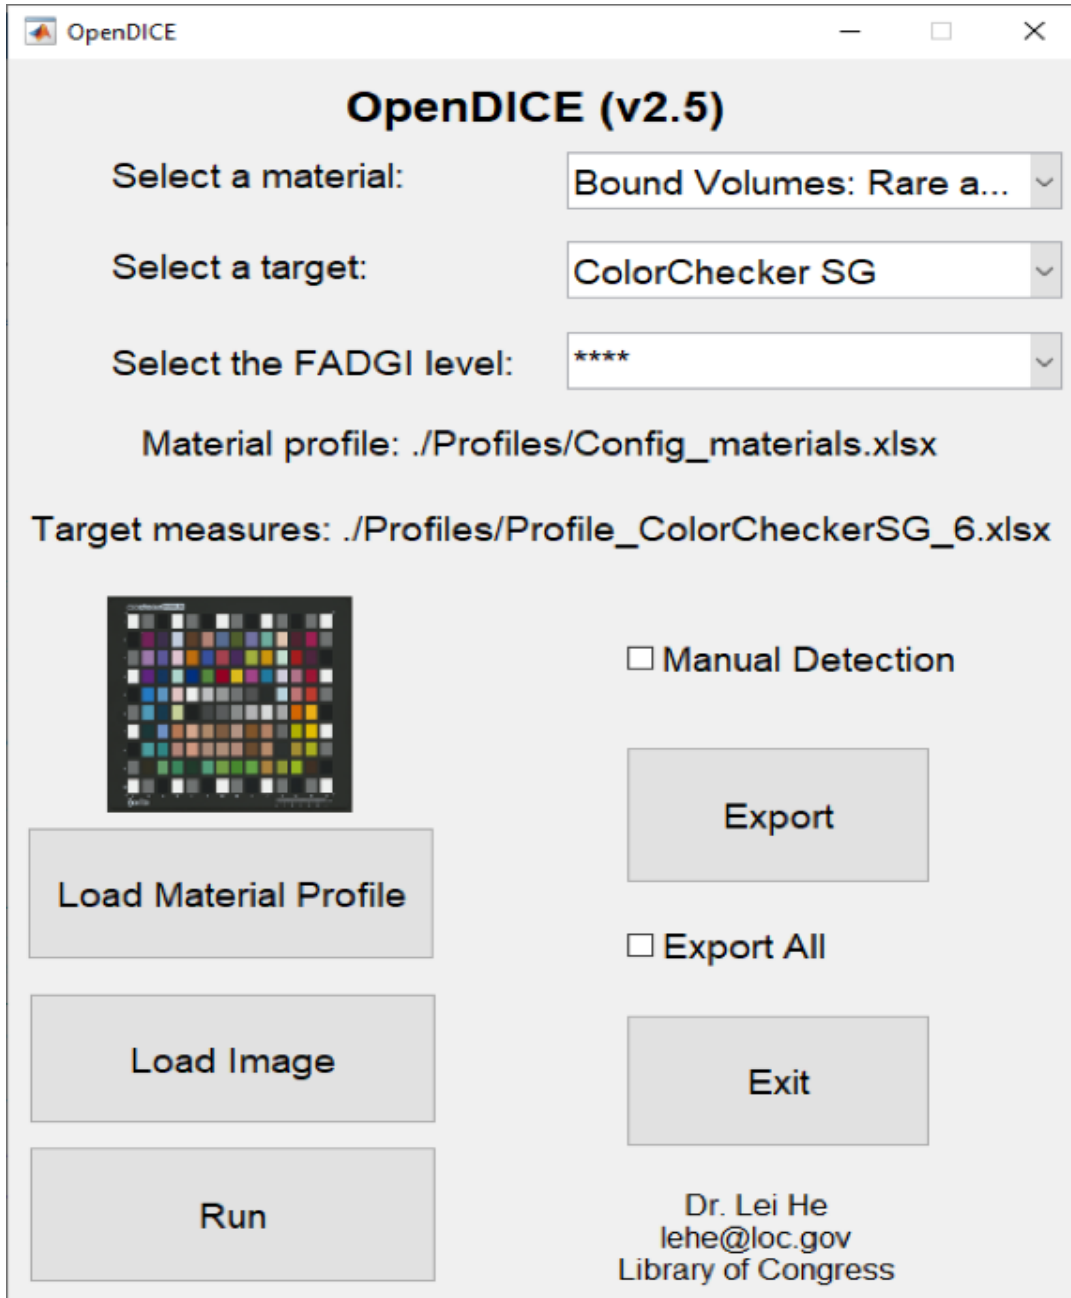 OpenDICE
OpenDICE (v2.5)
Select a material:
Bound Volumes: Rare a...
Select a target:
ColorChecker SG
Select the FADGI level:
****
Material profile: ./Profiles/Config_materials.xlsx
Target measures: ./Profiles/Profile_ColorCheckerSG_6.xlsx
Manual Detection
Export
Load Material Profile
Export All
Load Image
Exit
Run
Dr. Lei He
lehe@loc.gov
Library of Congress